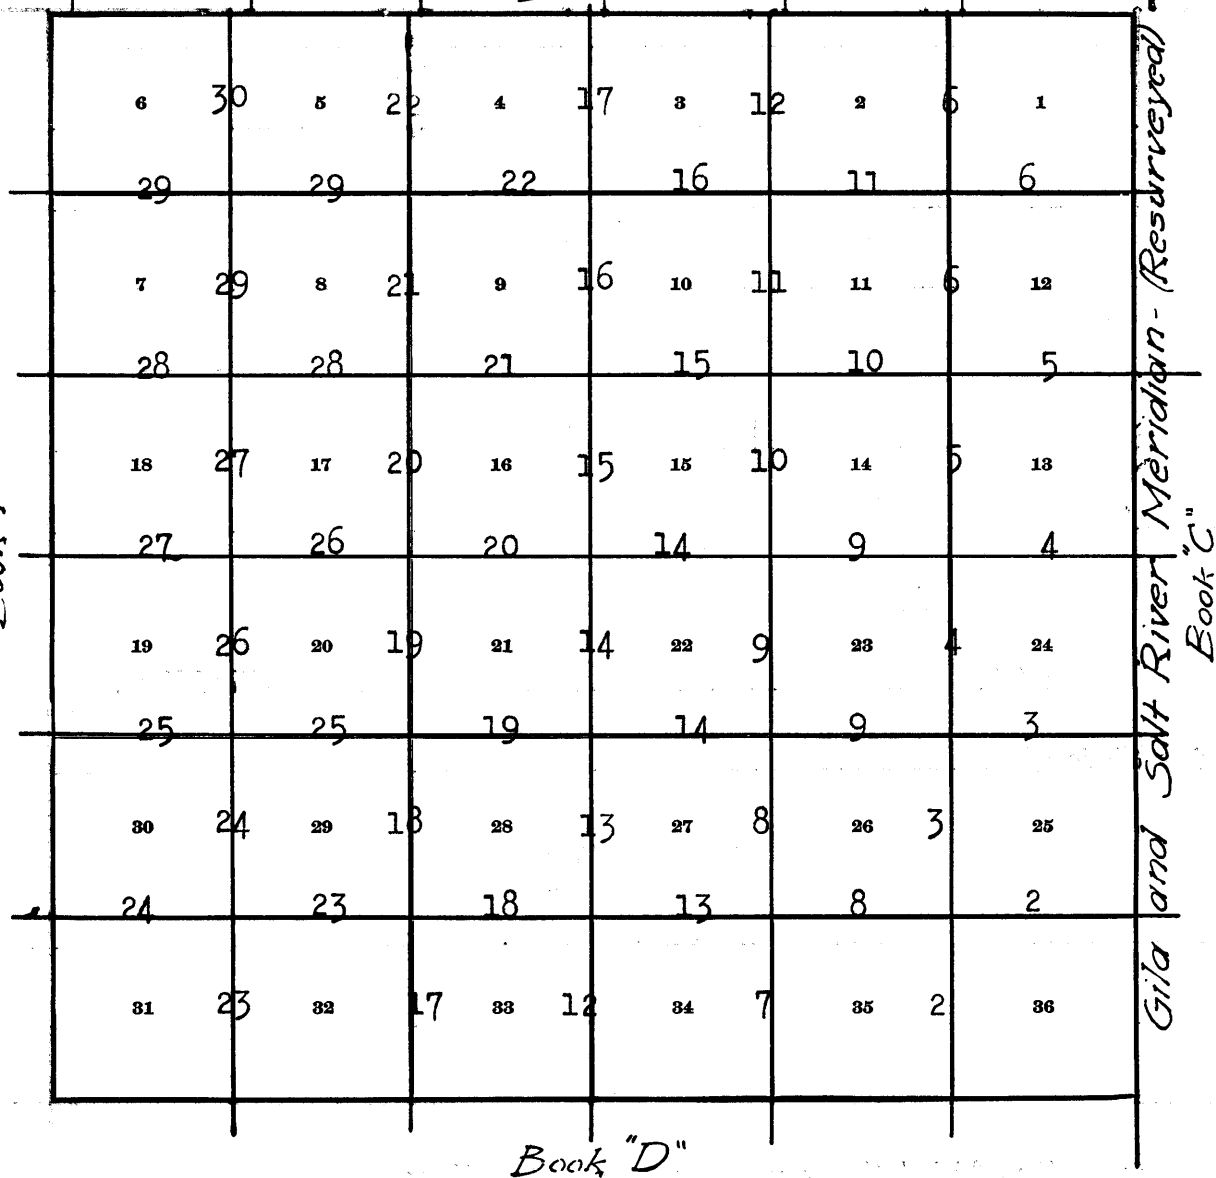 6 30 5 22 4 17 3 12 2 6 1
29 29 22 16 11 6
7 29 8 21 9 16 10 11 11 6 12
28 28 21 15 10 5
18 27 17 20 16 15 15 10 14 5 13
27 26 20 14 9 4
19 26 20 19 21 14 22 9 23 4 24
25 25 19 14 9 3
30 24 29 18 28 13 27 8 26 3 25
24 23 18 13 8 2
31 23 32 17 33 12 34 7 35 2 36
Gila and Salt River Meridian - (Resurveyed)
Book "C"
Book "D"